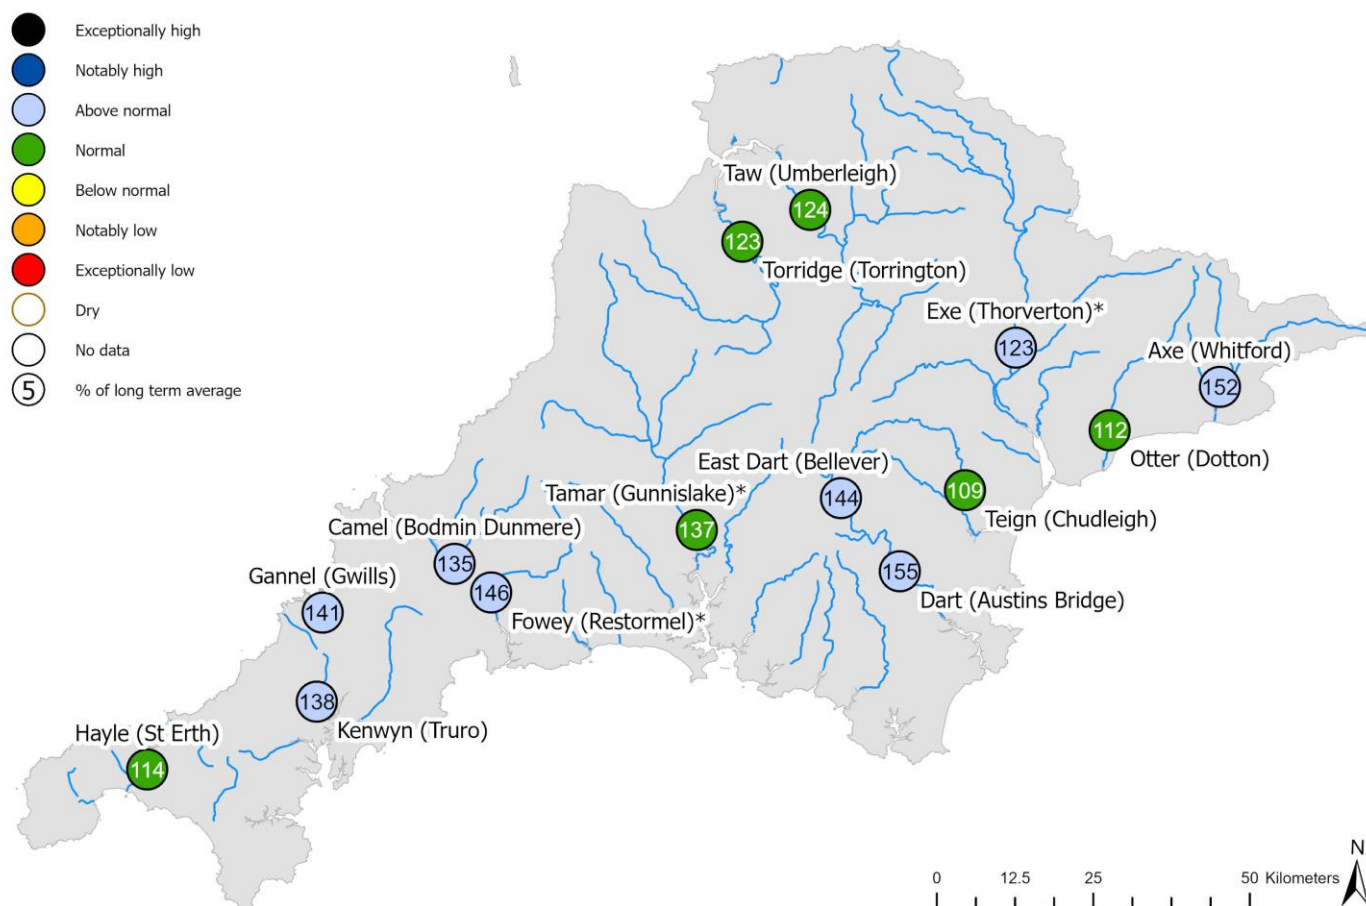 Exceptionally high
Notably high
Above normal
Normal
Below normal
Notably low
Exceptionally low
Dry
No data
5 % of long term average
Taw (Umberleigh)
124
123
Torridge (Torrington)
Exe (Thorverton)*
123
Axe (Whitford)
152
112
Otter (Dotton)
East Dart (Bellever)
144
109
Teign (Chudleigh)
Tamar (Gunnislake)*
137
Camel (Bodmin Dunmere)
135
146
Fowey (Restormel)*
155
Dart (Austins Bridge)
Gannel (Gwills)
141
138
Kenwyn (Truro)
Hayle (St Erth)
114
N
0 12.5 25 50 Kilometers